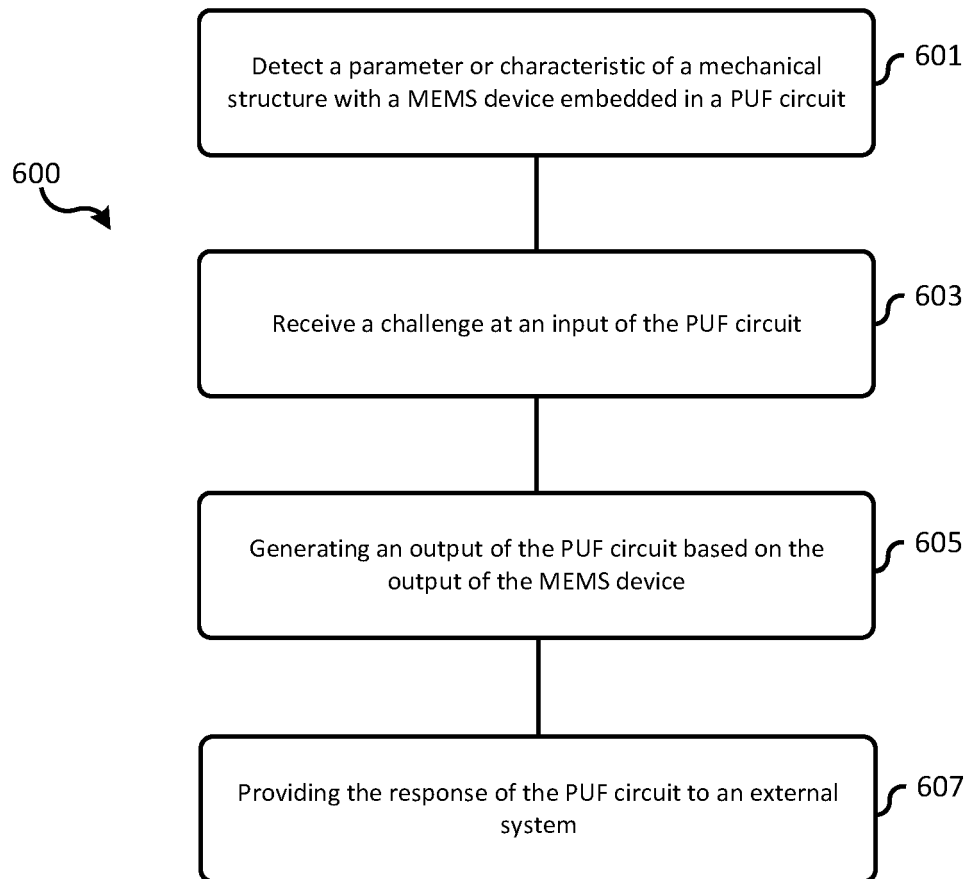 Detect a parameter or characteristic of a mechanical
structure with a MEMS device embedded in a PUF circuit
601
600
Receive a challenge at an input of the PUF circuit
603
Generating an output of the PUF circuit based on the
output of the MEMS device
605
Providing the response of the PUF circuit to an external
system
607